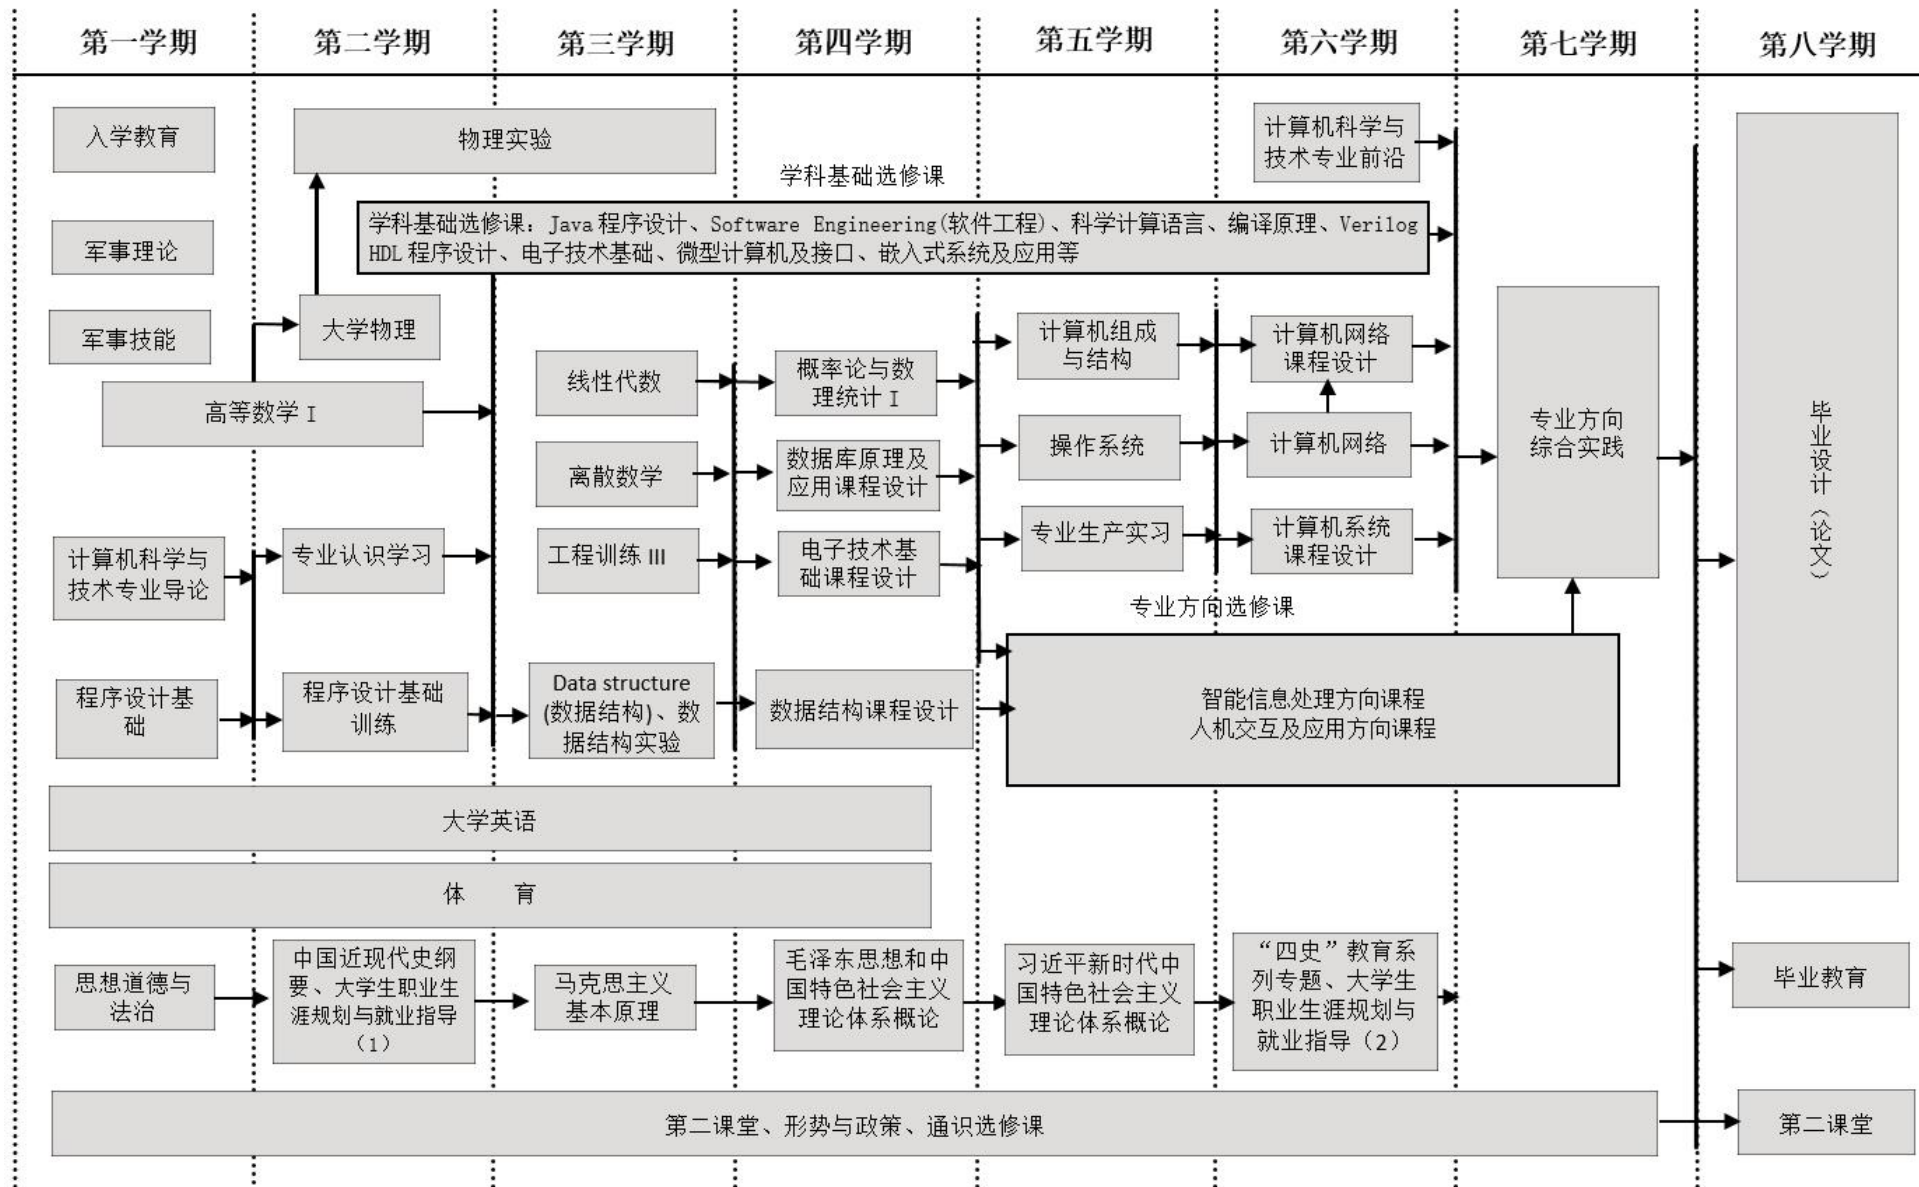 第一学期
第二学期
第三学期
第四学期
第五学期
第六学期
第七学期
第八学期
入学教育
物理实验
计算机科学与
技术专业前沿
学科基础选修课
军事理论
学科基础选修课：Java 程序设计、Software Engineering(软件工程)、科学计算语言、编译原理、Verilog
HDL 程序设计、电子技术基础、微型计算机及接口、嵌入式系统及应用等
军事技能
大学物理
高等数学 I
线性代数
概率论与数
理统计 I
计算机组成
与结构
计算机网络
课程设计
离散数学
数据库原理及
应用课程设计
操作系统
计算机网络
专业方向
综合实践
毕业设计（论文）
计算机科学与
技术专业导论
专业认识学习
工程训练 III
电子技术基
础课程设计
专业生产实习
计算机系统
课程设计
专业方向选修课
程序设计基
础
程序设计基础
训练
Data structure
(数据结构)、数
据结构实验
数据结构课程设计
智能信息处理方向课程
人机交互及应用方向课程
大学英语
体 育
思想道德与
法治
中国近现代史纲
要、大学生职业生
涯规划与就业指导
（1）
马克思主义
基本原理
毛泽东思想和中
国特色社会主义
理论体系概论
习近平新时代中
国特色社会主义
理论体系概论
“四史”教育系
列专题、大学生
职业生涯规划与
就业指导（2）
毕业教育
第二课堂、形势与政策、通识选修课
第二课堂